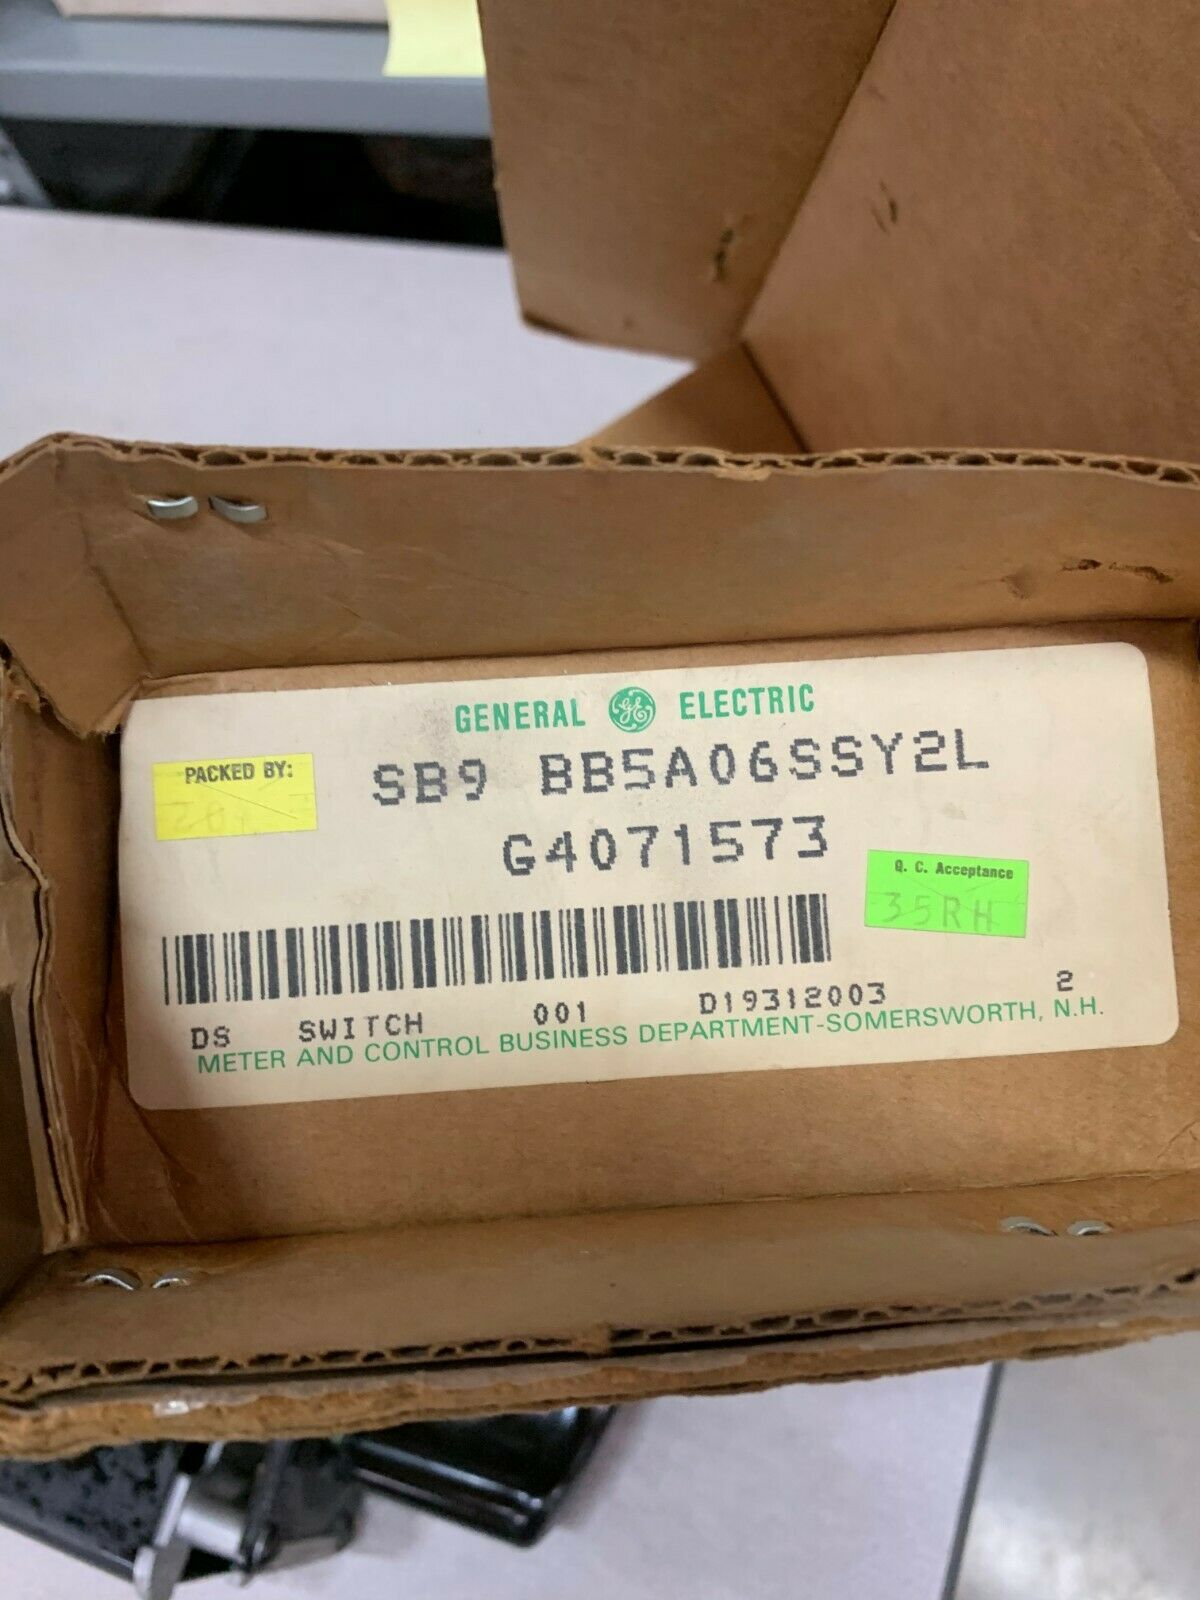 GENERAL GE ELECTRIC
PACKED BY:
SB9 BB5A06SSY2L
G4071573
Q. C. Acceptance
35RH
DS SWITCH 001 D19312003 2
METER AND CONTROL BUSINESS DEPARTMENT-SOMERSWORTH, N.H.